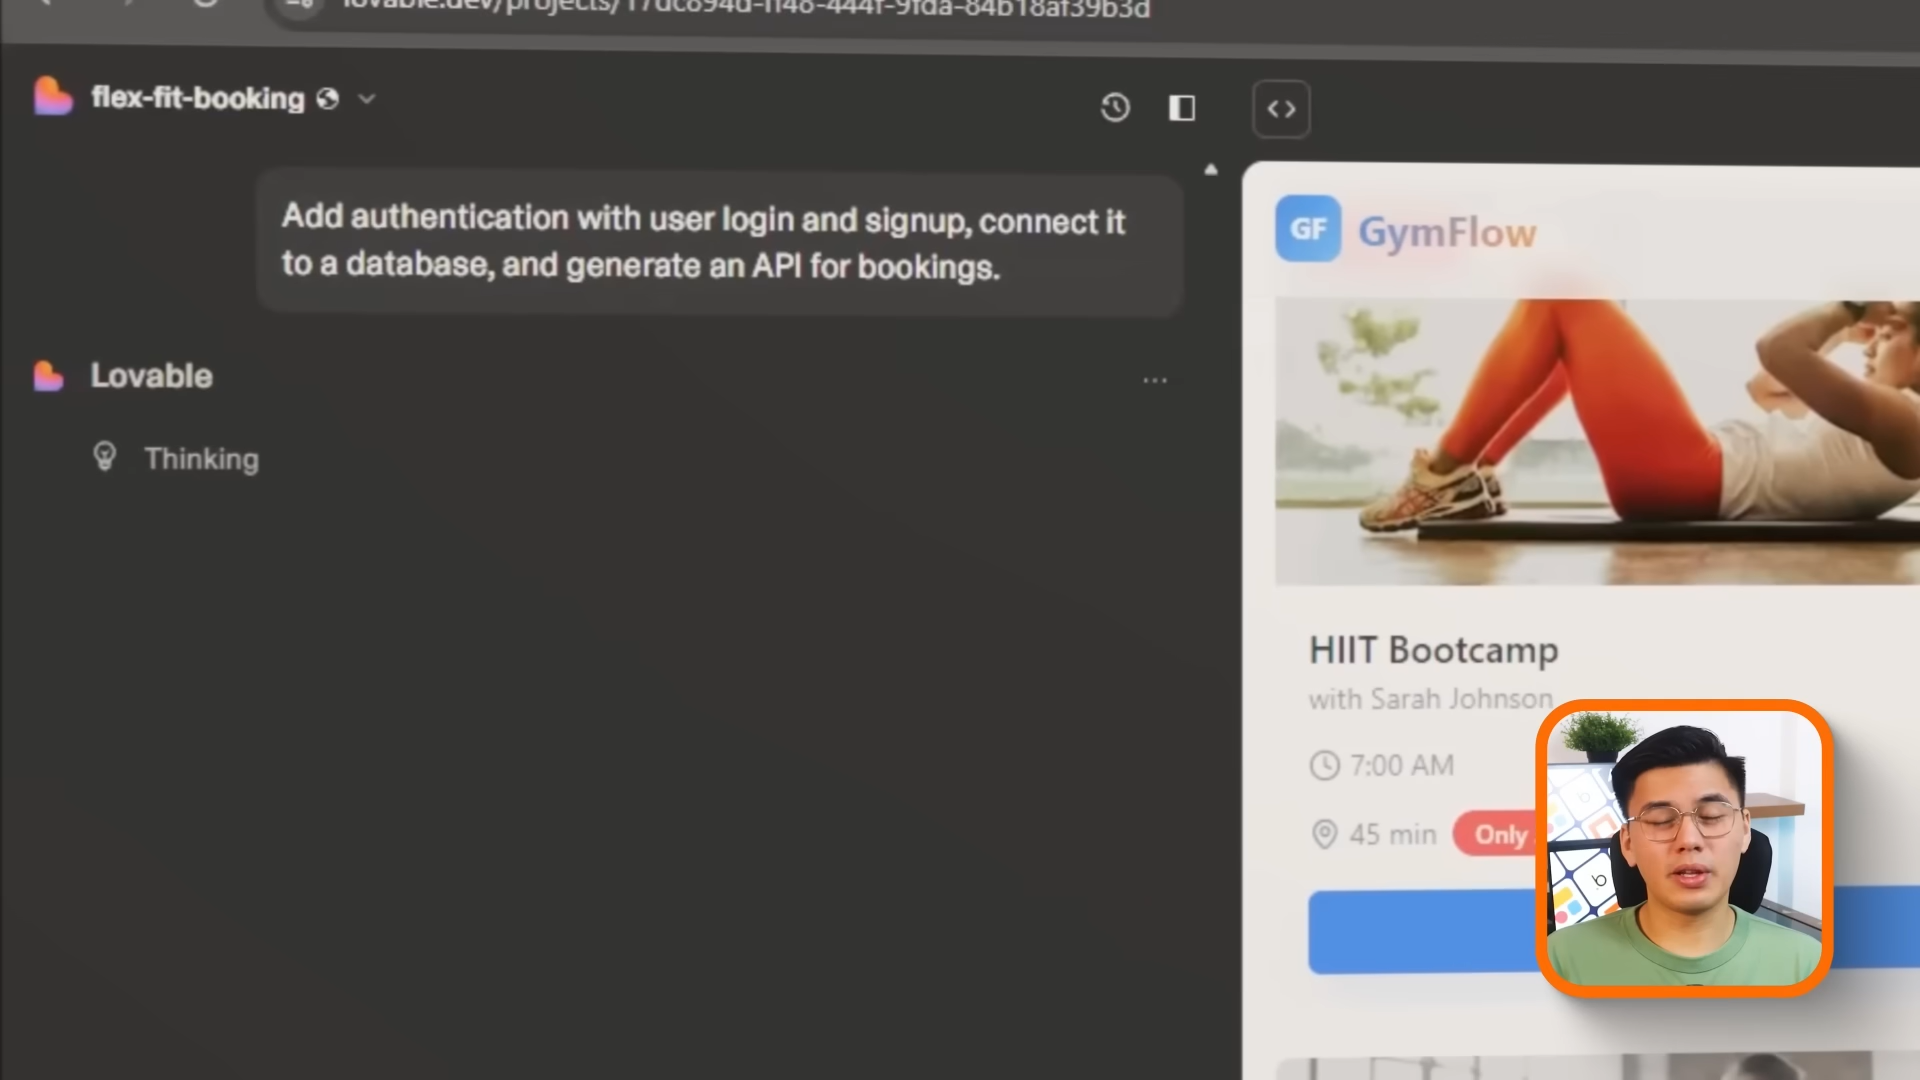 flex-fit-booking
Add authentication with user login and signup, connect it
to a database, and generate an API for bookings.
Lovable
Thinking
GF GymFlow
HIIT Bootcamp
with Sarah Johnson
7:00 AM
45 min Only